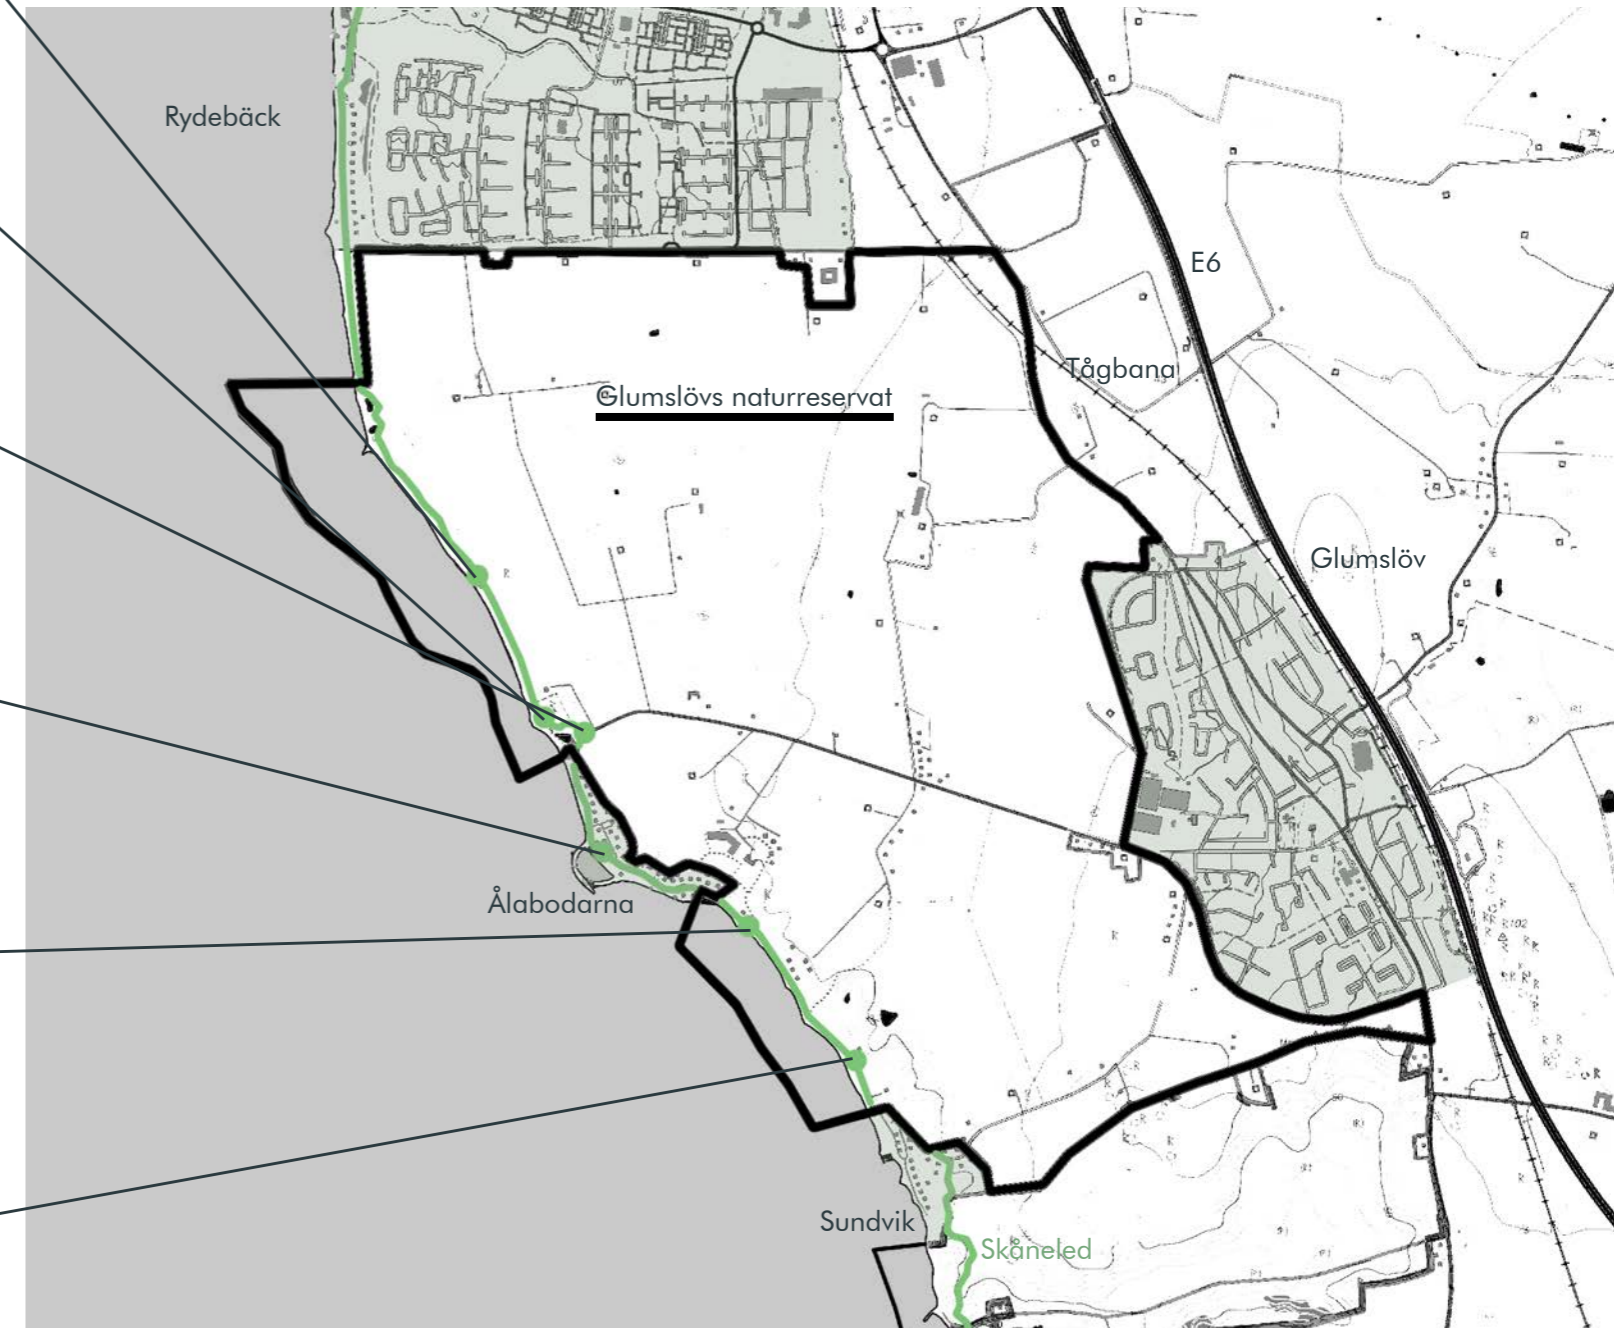 Rydebäck
E6
Tågbana
Glumslövs naturreservat
Glumslöv
Ålabodarna
Sundvik
Skåneled